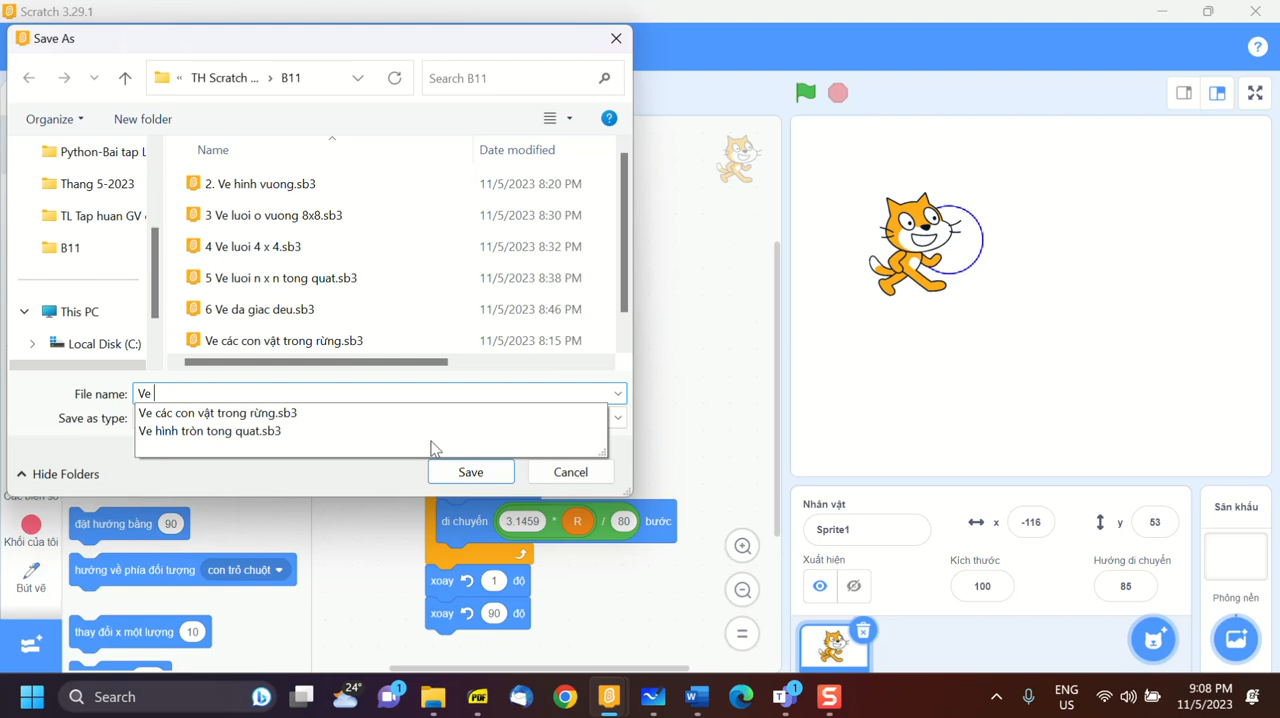 Scratch 3.29.1
Save As
« TH Scratch ... > B11
Search B11
Organize
New folder
Name
Date modified
Python-Bai tap L
Thang 5-2023
TL Tap huan GV
B11
This PC
Local Disk (C:)
2. Ve hinh vuong.sb3 11/5/2023 8:20 PM
3 Ve luoi o vuong 8x8.sb3 11/5/2023 8:30 PM
4 Ve luoi 4 x 4.sb3 11/5/2023 8:32 PM
5 Ve luoi n x n tong quat.sb3 11/5/2023 8:38 PM
6 Ve da giac deu.sb3 11/5/2023 8:46 PM
Ve các con vật trong rừng.sb3 11/5/2023 8:15 PM
File name: Ve
Save as type:
Ve các con vật trong rừng.sb3
Ve hình tròn tong quat.sb3
Hide Folders
Save
Cancel
Các biến số
Khối của tôi
Bút vẽ
đặt hướng bằng 90
hướng về phía đối tượng con trỏ chuột
thay đổi x một lượng 10
di chuyển 3.1459 * R / 80 bước
xoay 1 độ
xoay 90 độ
Nhân vật
Sprite1
x -116
y 53
Xuất hiện
Kích thước
100
Hướng di chuyển
85
Sân khấu
Phông nền
24°
Search
1
PDF
1
ENG
US
9:08 PM
11/5/2023